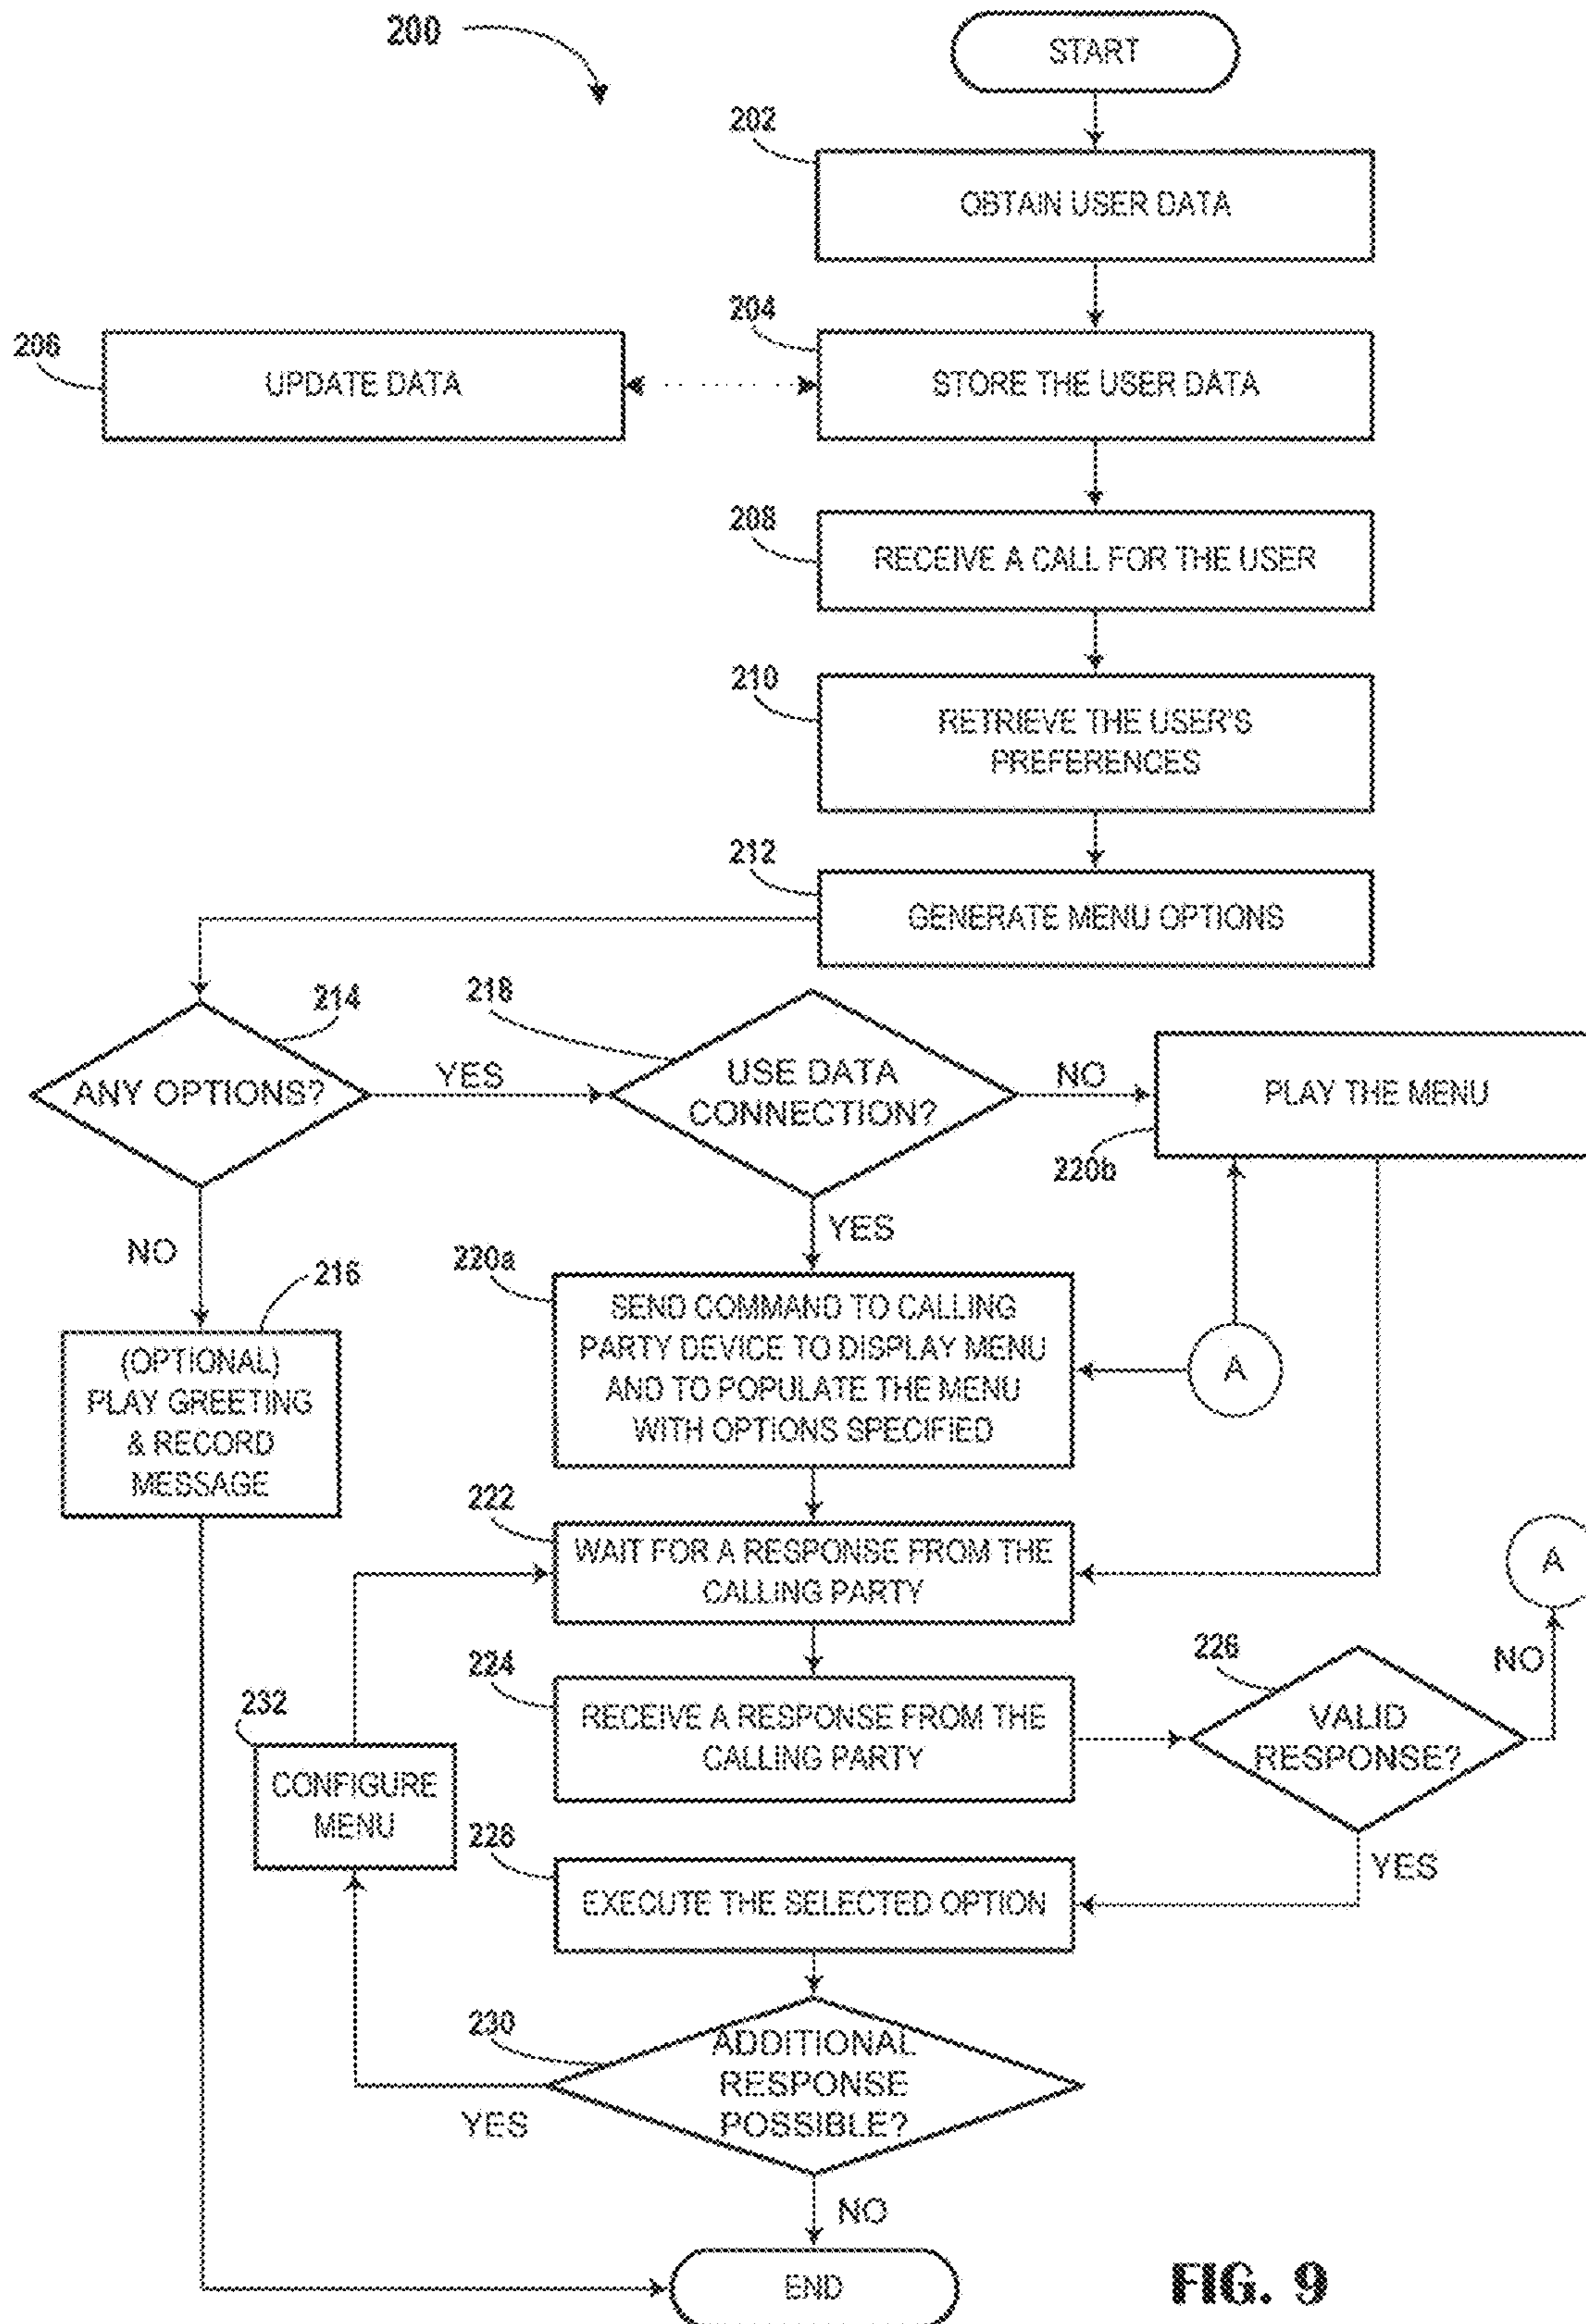 200
START
202
OBTAIN USER DATA
204
206
UPDATE DATA
STORE THE USER DATA
208
RECEIVE A CALL FOR THE USER
210
RETRIEVE THE USER'S
PREFERENCES
212
GENERATE MENU OPTIONS
214
218
ANY OPTIONS?
YES
USE DATA
CONNECTION?
NO
PLAY THE MENU
220b
NO
YES
216
220a
(OPTIONAL)
PLAY GREETING
& RECORD
MESSAGE
SEND COMMAND TO CALLING
PARTY DEVICE TO DISPLAY MENU
AND TO POPULATE THE MENU
WITH OPTIONS SPECIFIED
A
222
WAIT FOR A RESPONSE FROM THE
CALLING PARTY
A
224
RECEIVE A RESPONSE FROM THE
CALLING PARTY
226
VALID
RESPONSE?
NO
YES
232
CONFIGURE
MENU
228
EXECUTE THE SELECTED OPTION
230
ADDITIONAL
RESPONSE
POSSIBLE?
YES
NO
END
FIG. 9